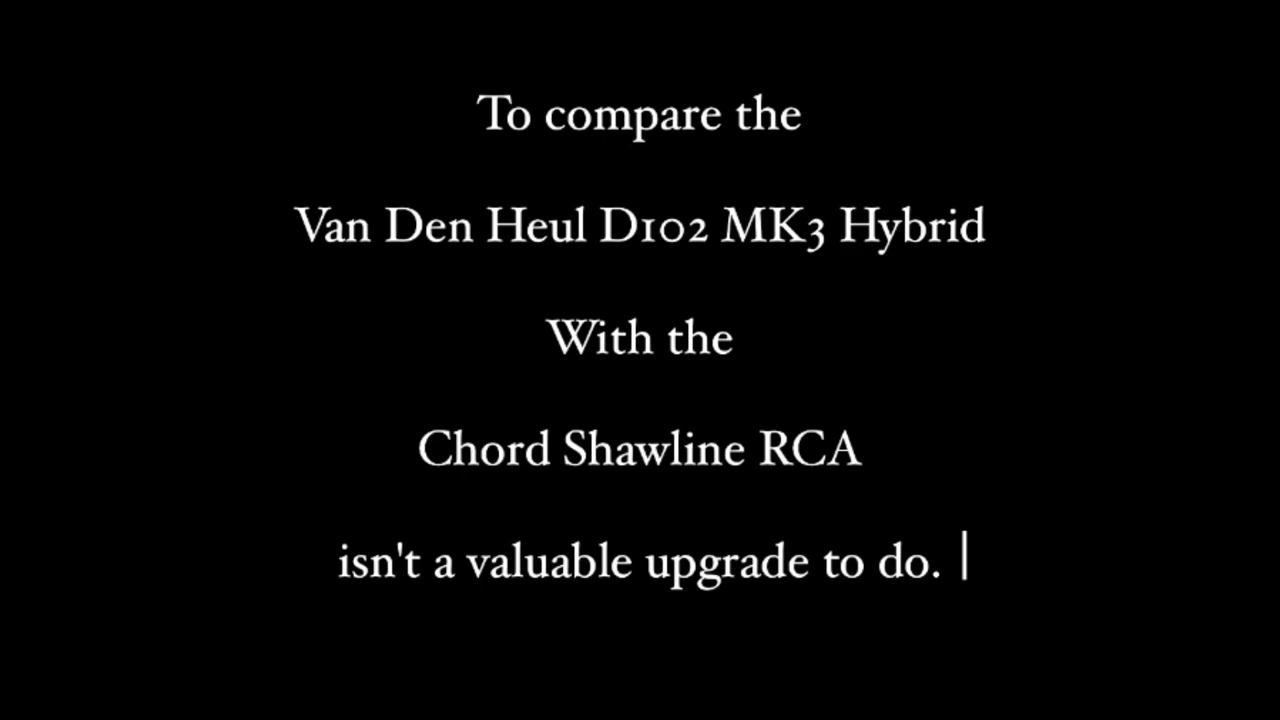 To compare the
Van Den Heul D102 MK3 Hybrid
With the
Chord Shawline RCA
isn't a valuable upgrade to do. |